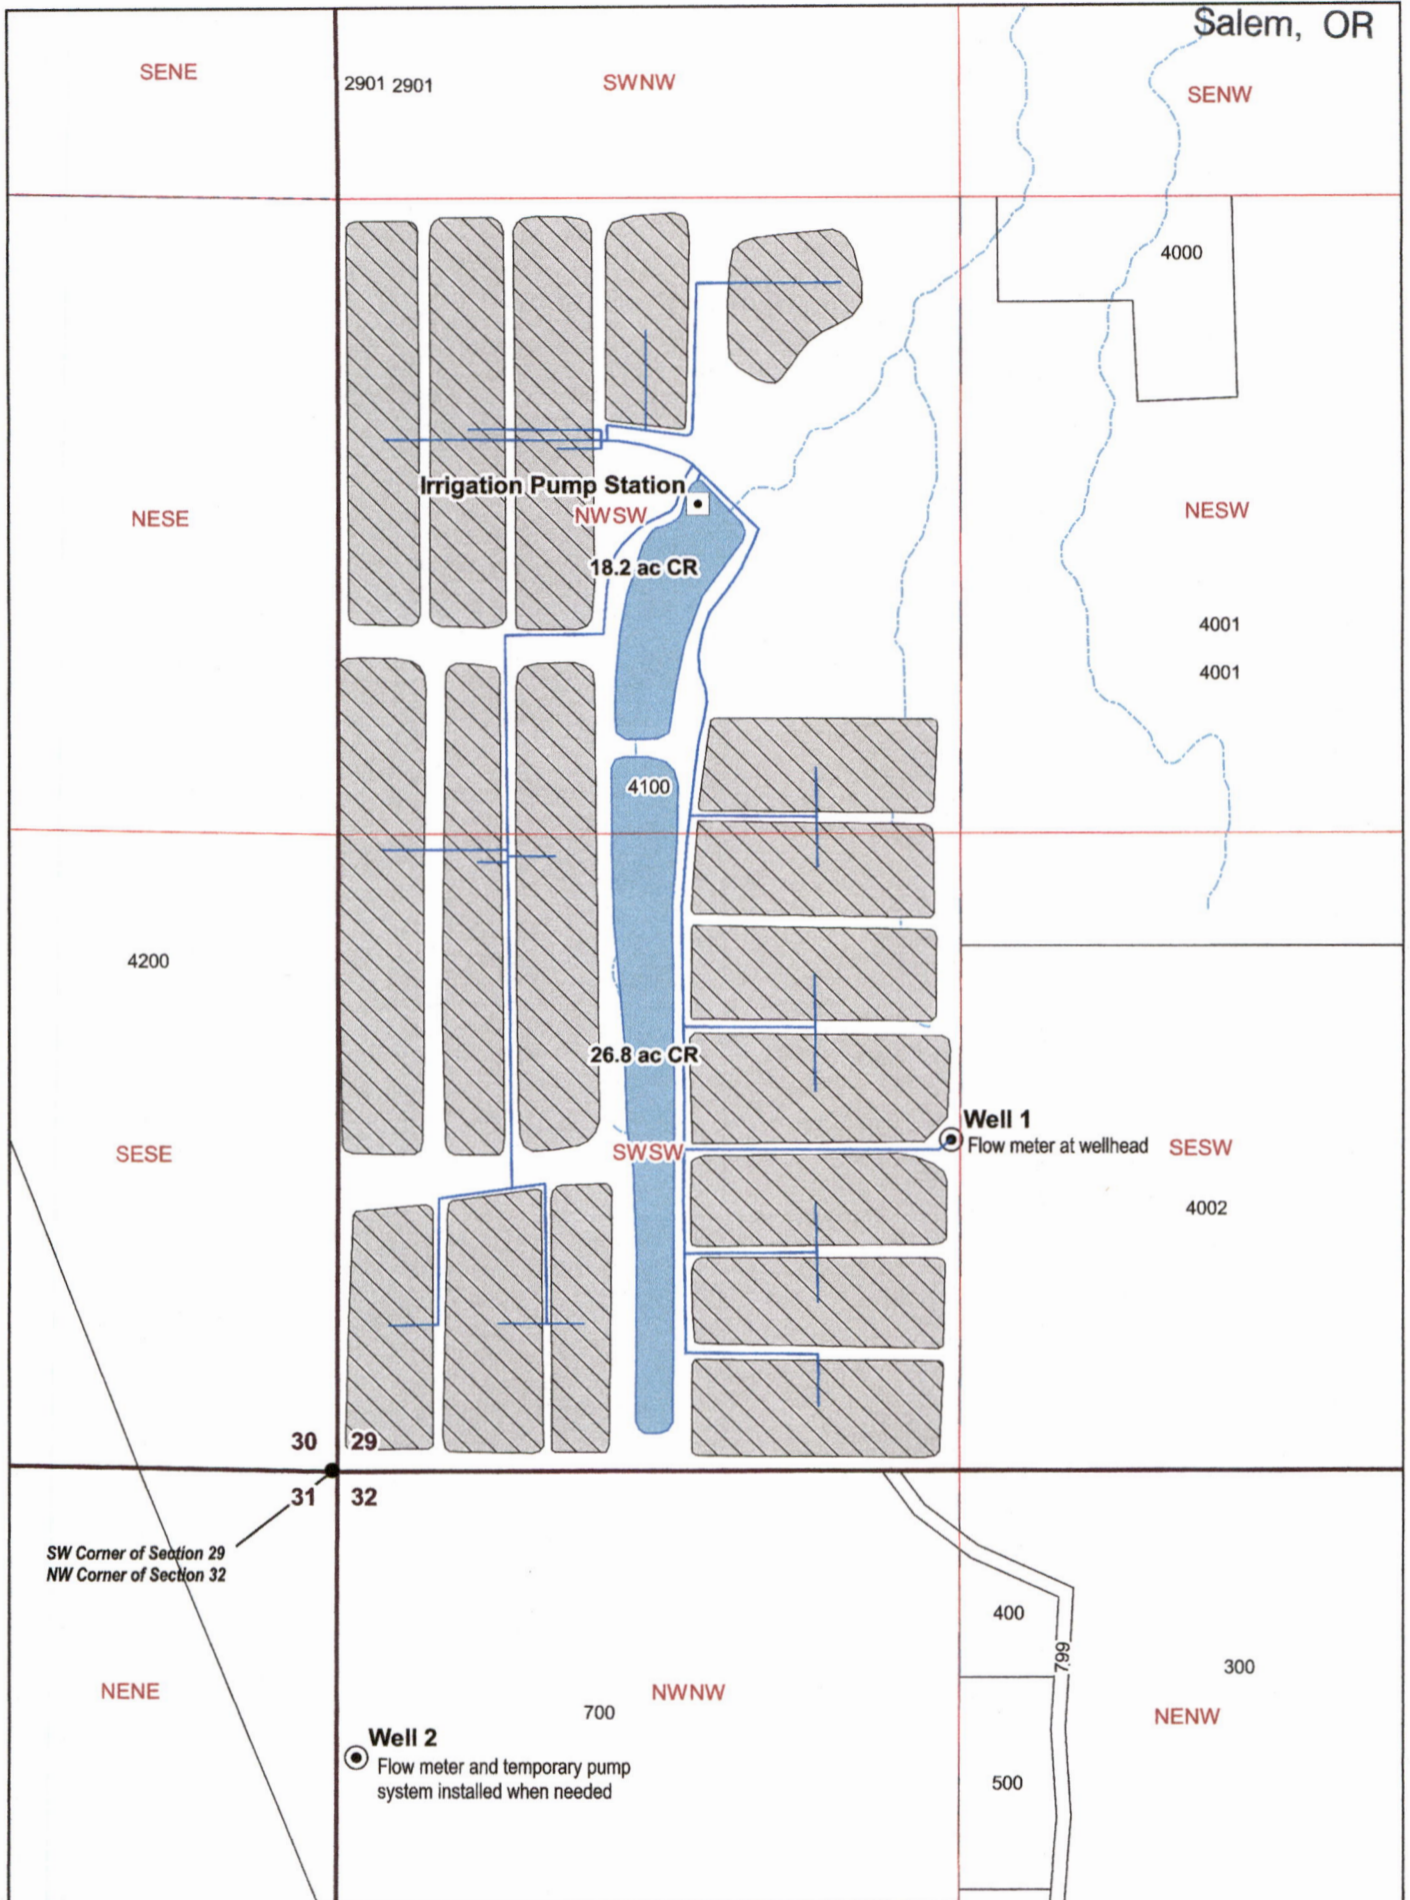 Salem, OR
SENE
2901 2901
SWNW
SENW
4000
Irrigation Pump Station
NESE
NWSW
NESW
18.2 ac CR
4001
4001
4100
4200
26.8 ac CR
Well 1
Flow meter at wellhead
SESE
SWSW
SESW
4002
30 29
31 32
SW Corner of Section 29
NW Corner of Section 32
400
799
300
NENE
NWNW
700
NENW
Well 2
Flow meter and temporary pump
system installed when needed
500